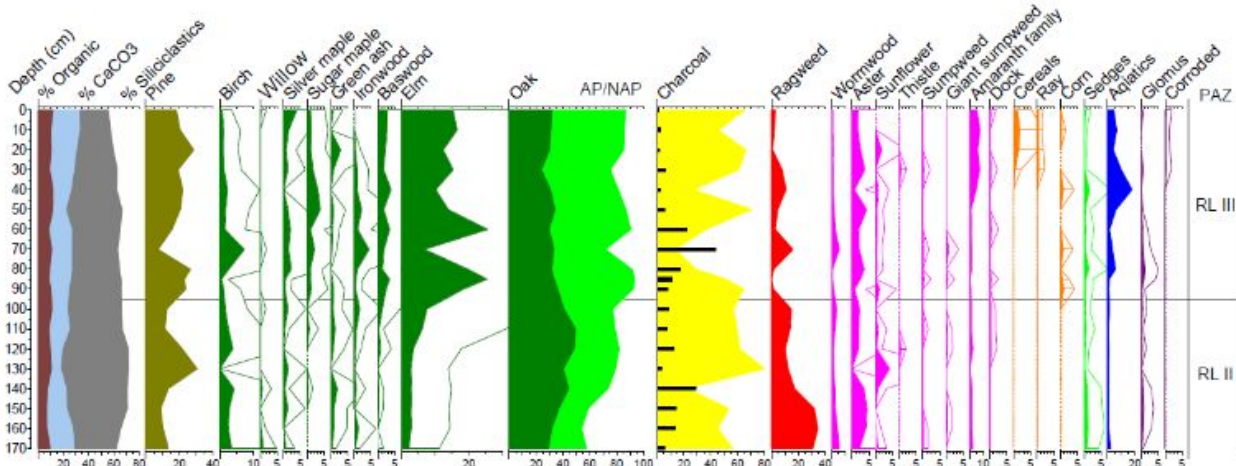 Depth (cm)
% Organic
% CaCO3
% Siliciclastics
Pine
Birch
Willow
Silver maple
Sugar maple
Green ash
Ironwood
Baswood
Elm
Oak
AP/NAP
Charcoal
Ragweed
Wormwood
Aster
Sunflower
Thistle
Sumpweed
Giant sumpweed
Amaranth family
Dock
Cereals
Ray
Corn
Sedges
Aqiatics
Glomus
Corroded
PAZ
0
10
20
30
40
50
60
70
80
90
100
110
120
130
140
150
160
170
RL III
RL II
20 40 60 80 20 40 10 5 5 5 5 5 5 20 20 40 60 80 100 20 40 60 80 20 40 5 5 5 5 5 5 10 5 5 5 5 5 20 5 5